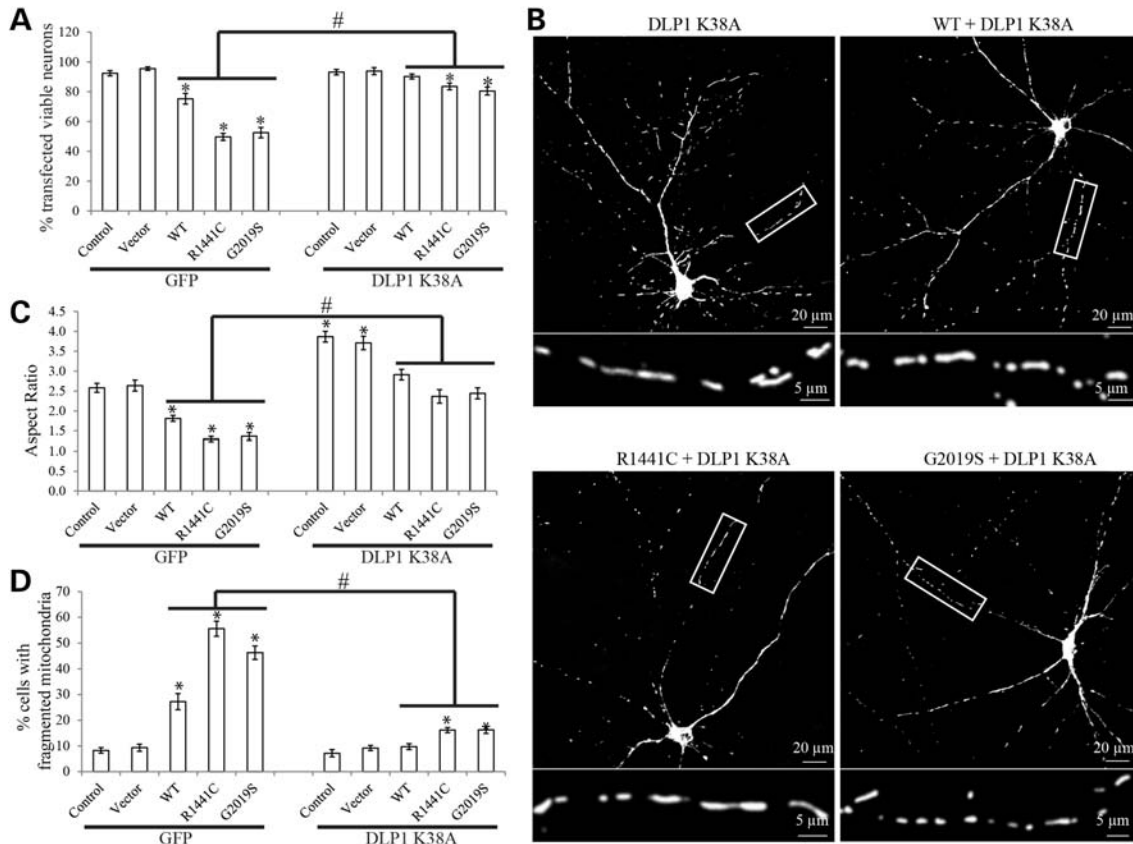 A
% transfected viable neurons
120
100
80
60
40
20
0
#
* * *
* *
Control Vector WT R1441C G2019S Control Vector WT R1441C G2019S
GFP DLP1 K38A
C
Aspect Ratio
4.5
4.0
3.5
3.0
2.5
2.0
1.5
1.0
0.5
0.0
#
* * *
* *
Control Vector WT R1441C G2019S Control Vector WT R1441C G2019S
GFP DLP1 K38A
D
% cells with
fragmented mitochondria
70
60
50
40
30
20
10
0
#
* * *
* *
Control Vector WT R1441C G2019S Control Vector WT R1441C G2019S
GFP DLP1 K38A
B
DLP1 K38A
20 µm
5 µm
WT + DLP1 K38A
20 µm
5 µm
R1441C + DLP1 K38A
20 µm
5 µm
G2019S + DLP1 K38A
20 µm
5 µm